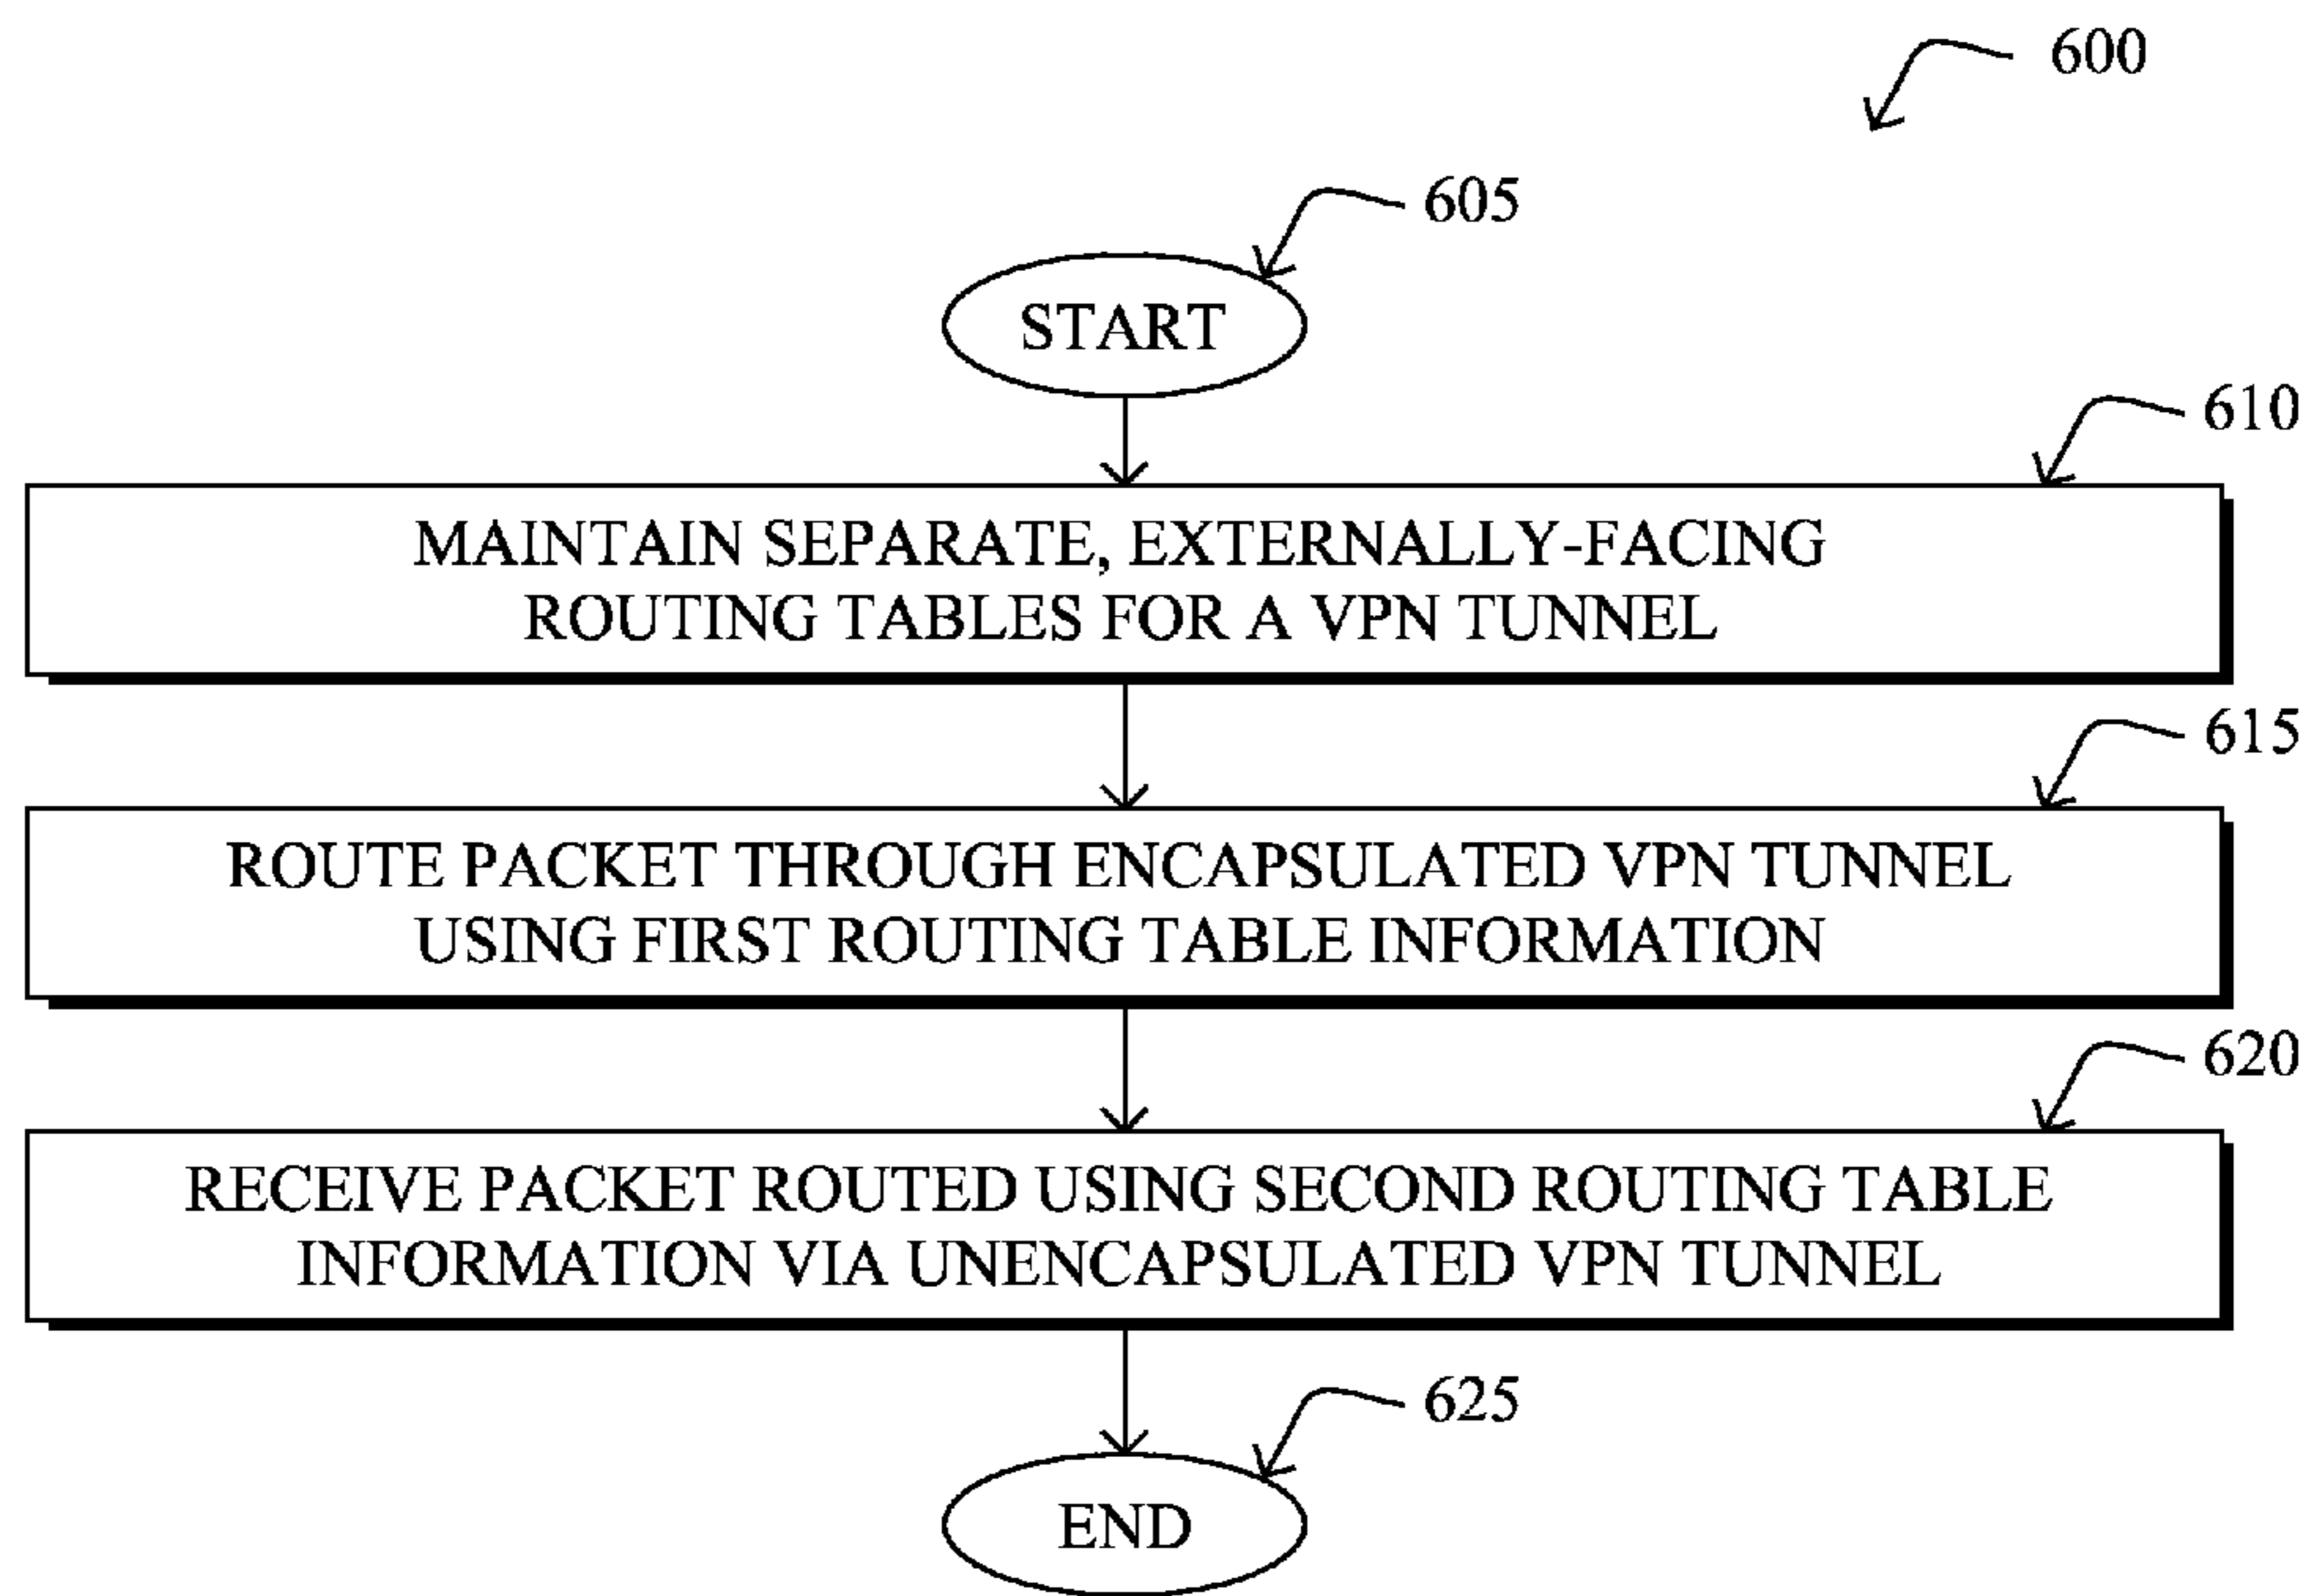 600
605
START
610
MAINTAIN SEPARATE, EXTERNALLY-FACING
ROUTING TABLES FOR A VPN TUNNEL
615
ROUTE PACKET THROUGH ENCAPSULATED VPN TUNNEL
USING FIRST ROUTING TABLE INFORMATION
620
RECEIVE PACKET ROUTED USING SECOND ROUTING TABLE
INFORMATION VIA UNENCAPSULATED VPN TUNNEL
625
END